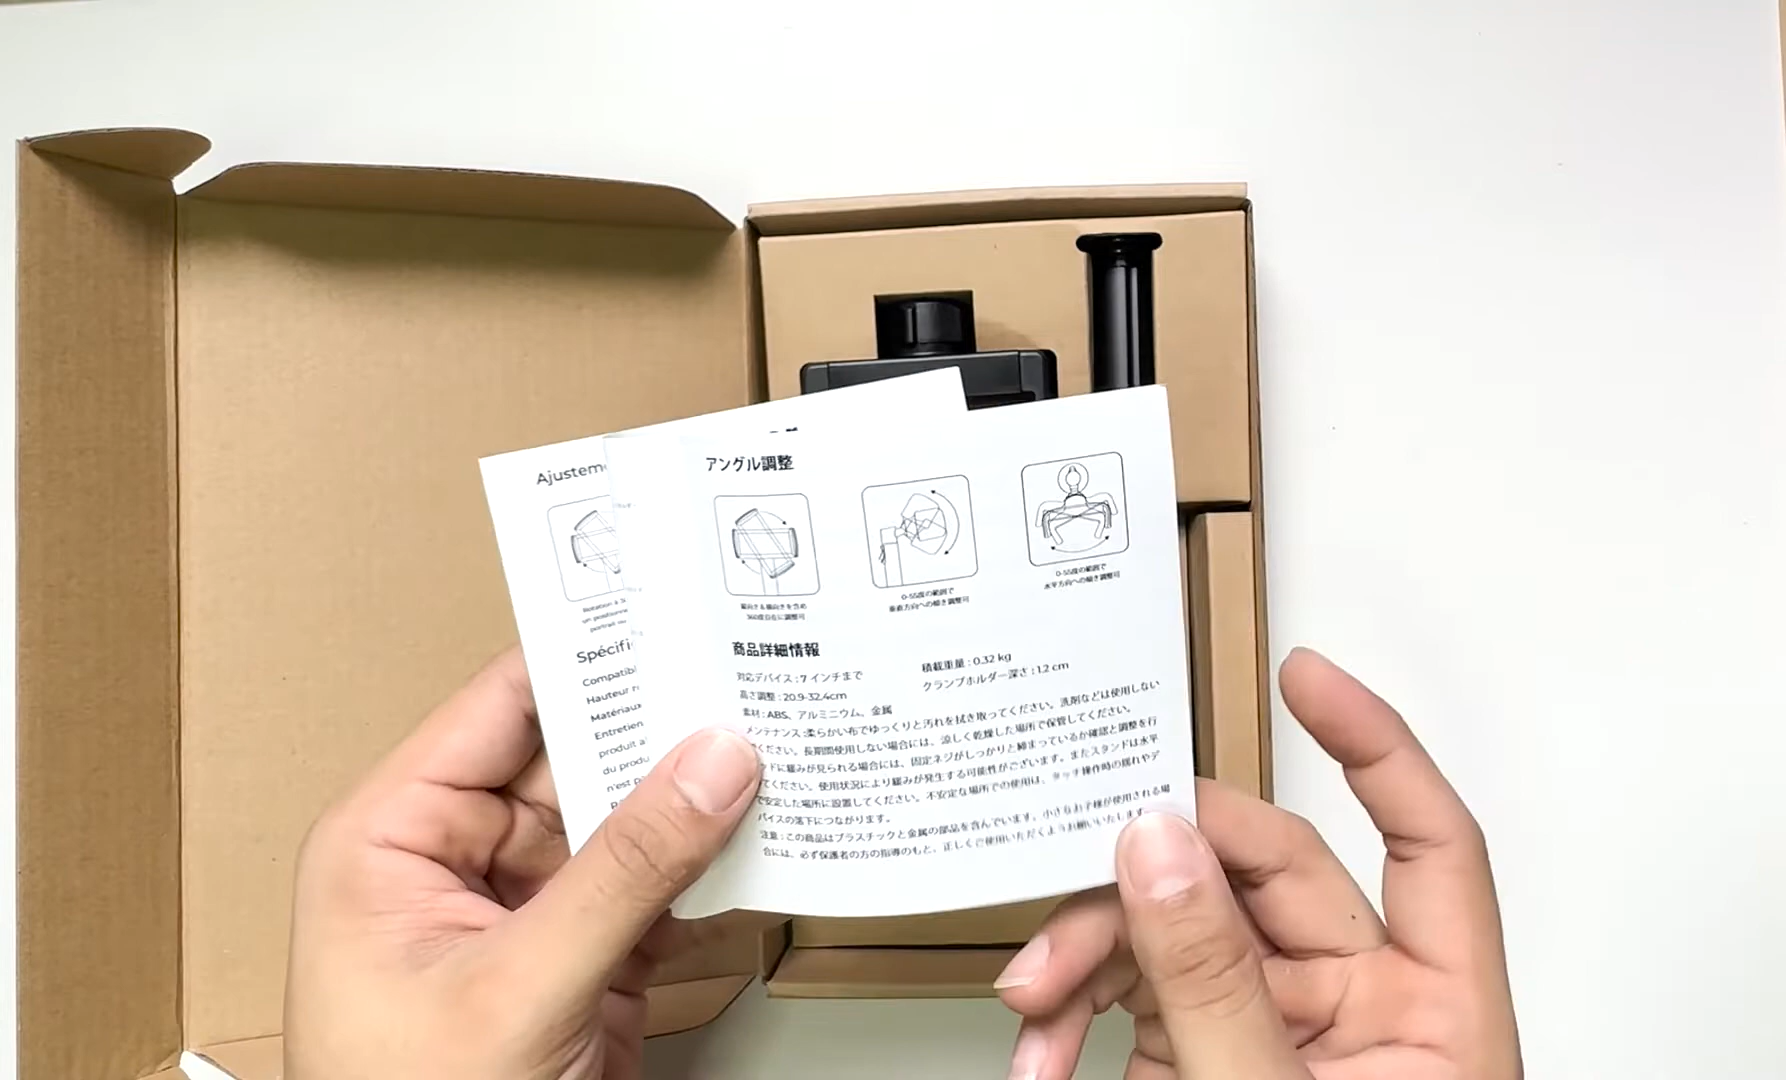 Ajusteme
Rotation à
un positionne
portrait
Spécifi
Compatibl
Hauteur r
Matériaux
Entretien
produit a
du produ
n'est p
アングル調整
縦向き&横向きを含め
360度自在に調整可
0-55度の範囲で
垂直方向への傾き調整可
0-55度の範囲で
水平方向への傾き調整可
商品詳細情報
対応デバイス : 7 インチまで
高さ調整 : 20.9-32.4cm
素材 : ABS、アルミニウム、金属
積載重量 : 0.32 kg
クランプホルダー深さ : 1.2 cm
メンテナンス :柔らかい布でゆっくりと汚れを拭き取ってください。洗剤などは使用しない
ください。長期間使用しない場合には、涼しく乾燥した場所で保管してください。
ドに緩みが見られる場合には、固定ネジがしっかりと締まっているか確認と調整を行
てください。使用状況により緩みが発生する可能性がございます。またスタンドは水平
で安定した場所に設置してください。不安定な場所での使用は、タッチ操作時の揺れやデ
バイスの落下につながります。
注意 : この商品はプラスチックと金属の部品を含んでいます。小さなお子様が使用される場
合には、必ず保護者の方の指導のもと、正しくご使用いただくようお願いいたします。